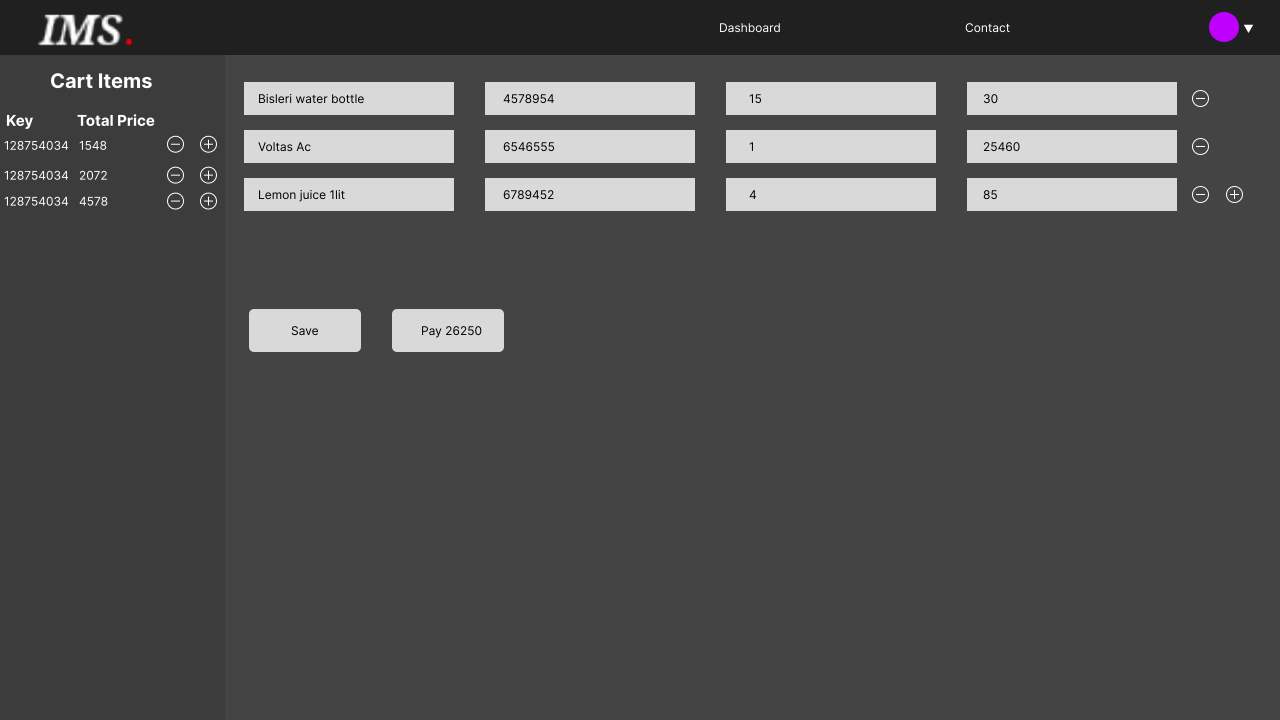 IMS.
Dashboard
Contact
Cart Items
Key Total Price
128754034 1548
128754034 2072
128754034 4578
Bisleri water bottle 4578954 15 30
Voltas Ac 6546555 1 25460
Lemon juice 1lit 6789452 4 85
Save
Pay 26250